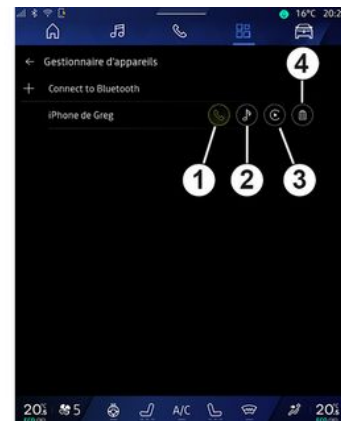 16°C 20:2
← Gestionnaire d'appareils
+ Connect to Bluetooth
iPhone de Greg
4
1
2
3
20 5 A/C 20